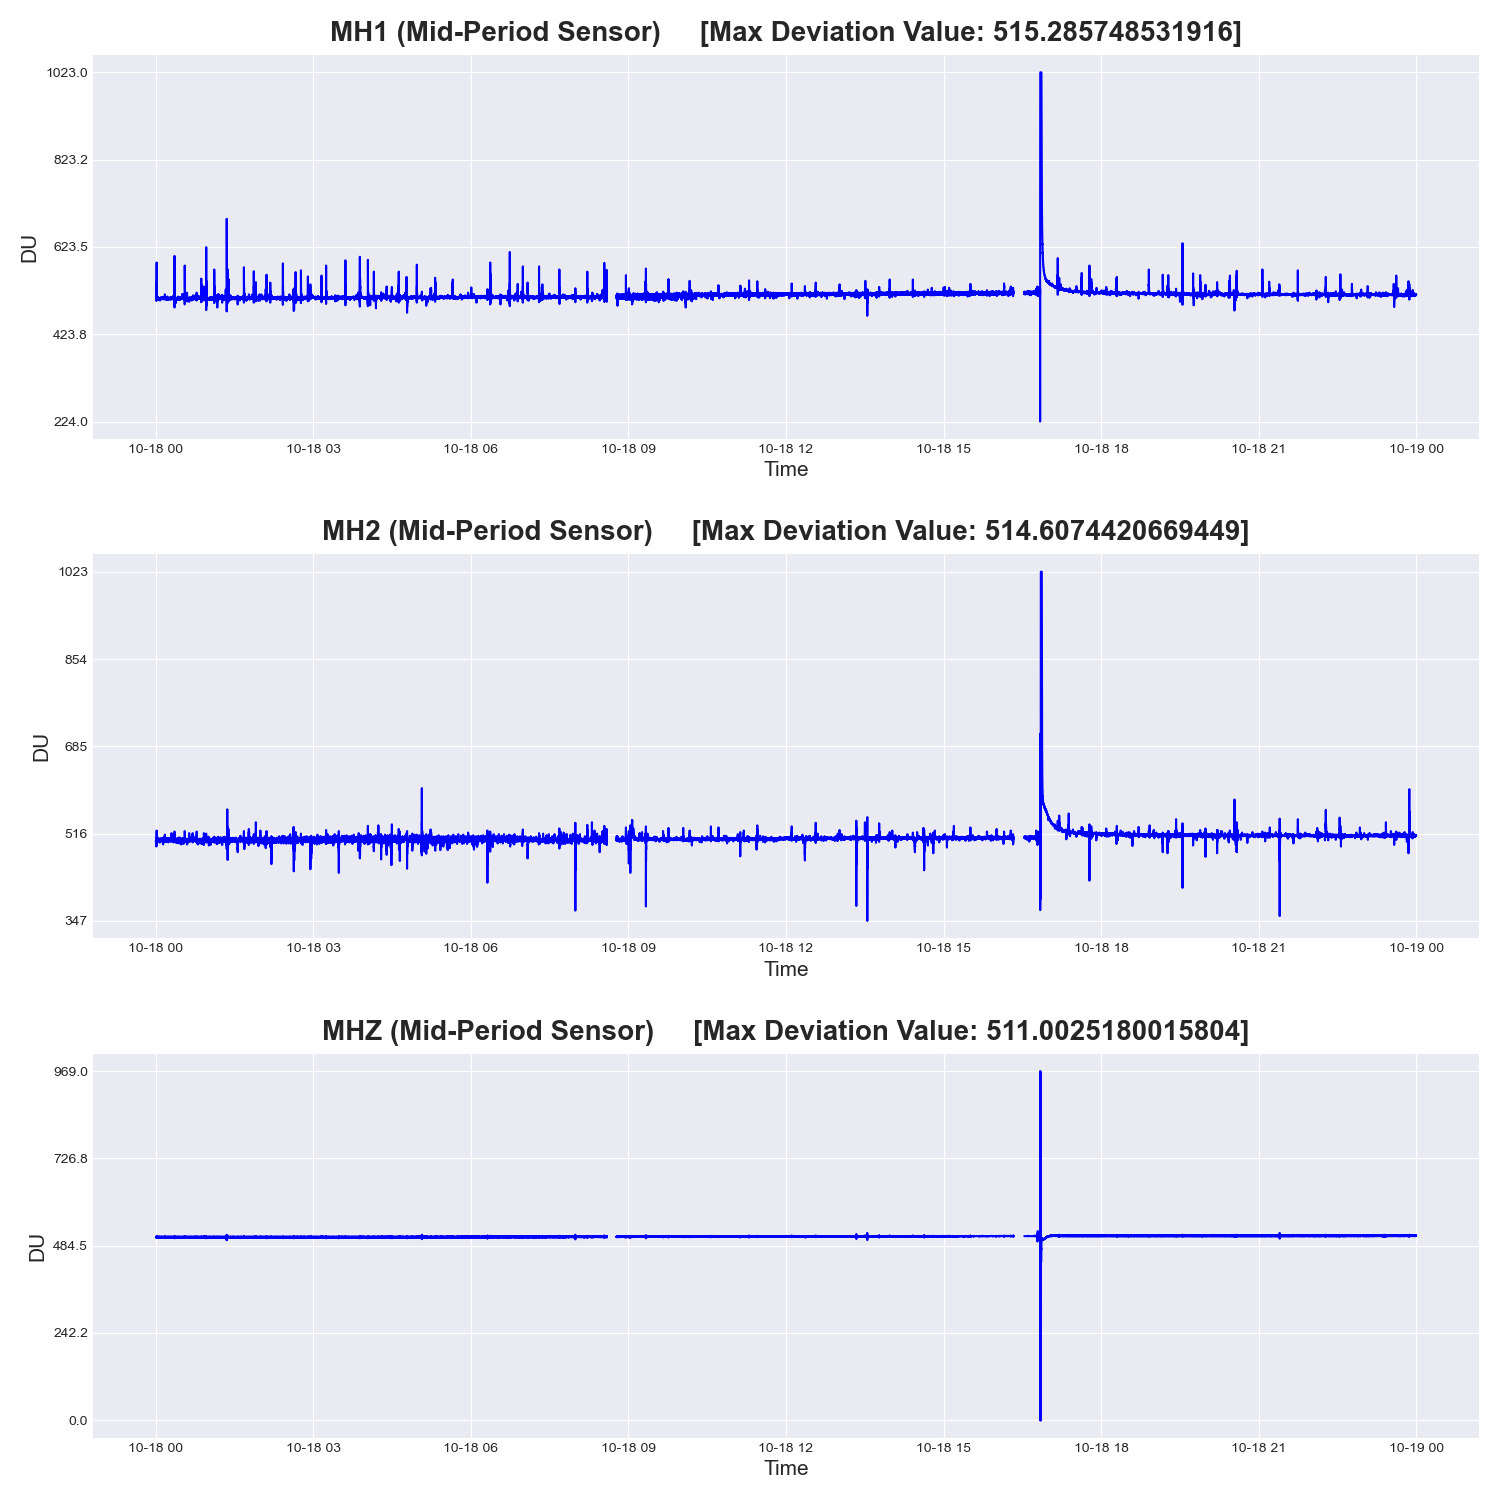 MH1 (Mid-Period Sensor) [Max Deviation Value: 515.285748531916]
1023.0
823.2
623.5
423.8
224.0
DU
10-18 00 10-18 03 10-18 06 10-18 09 10-18 12 10-18 15 10-18 18 10-18 21 10-19 00
Time
MH2 (Mid-Period Sensor) [Max Deviation Value: 514.6074420669449]
1023
854
685
516
347
DU
10-18 00 10-18 03 10-18 06 10-18 09 10-18 12 10-18 15 10-18 18 10-18 21 10-19 00
Time
MHZ (Mid-Period Sensor) [Max Deviation Value: 511.0025180015804]
969.0
726.8
484.5
242.2
0.0
DU
10-18 00 10-18 03 10-18 06 10-18 09 10-18 12 10-18 15 10-18 18 10-18 21 10-19 00
Time